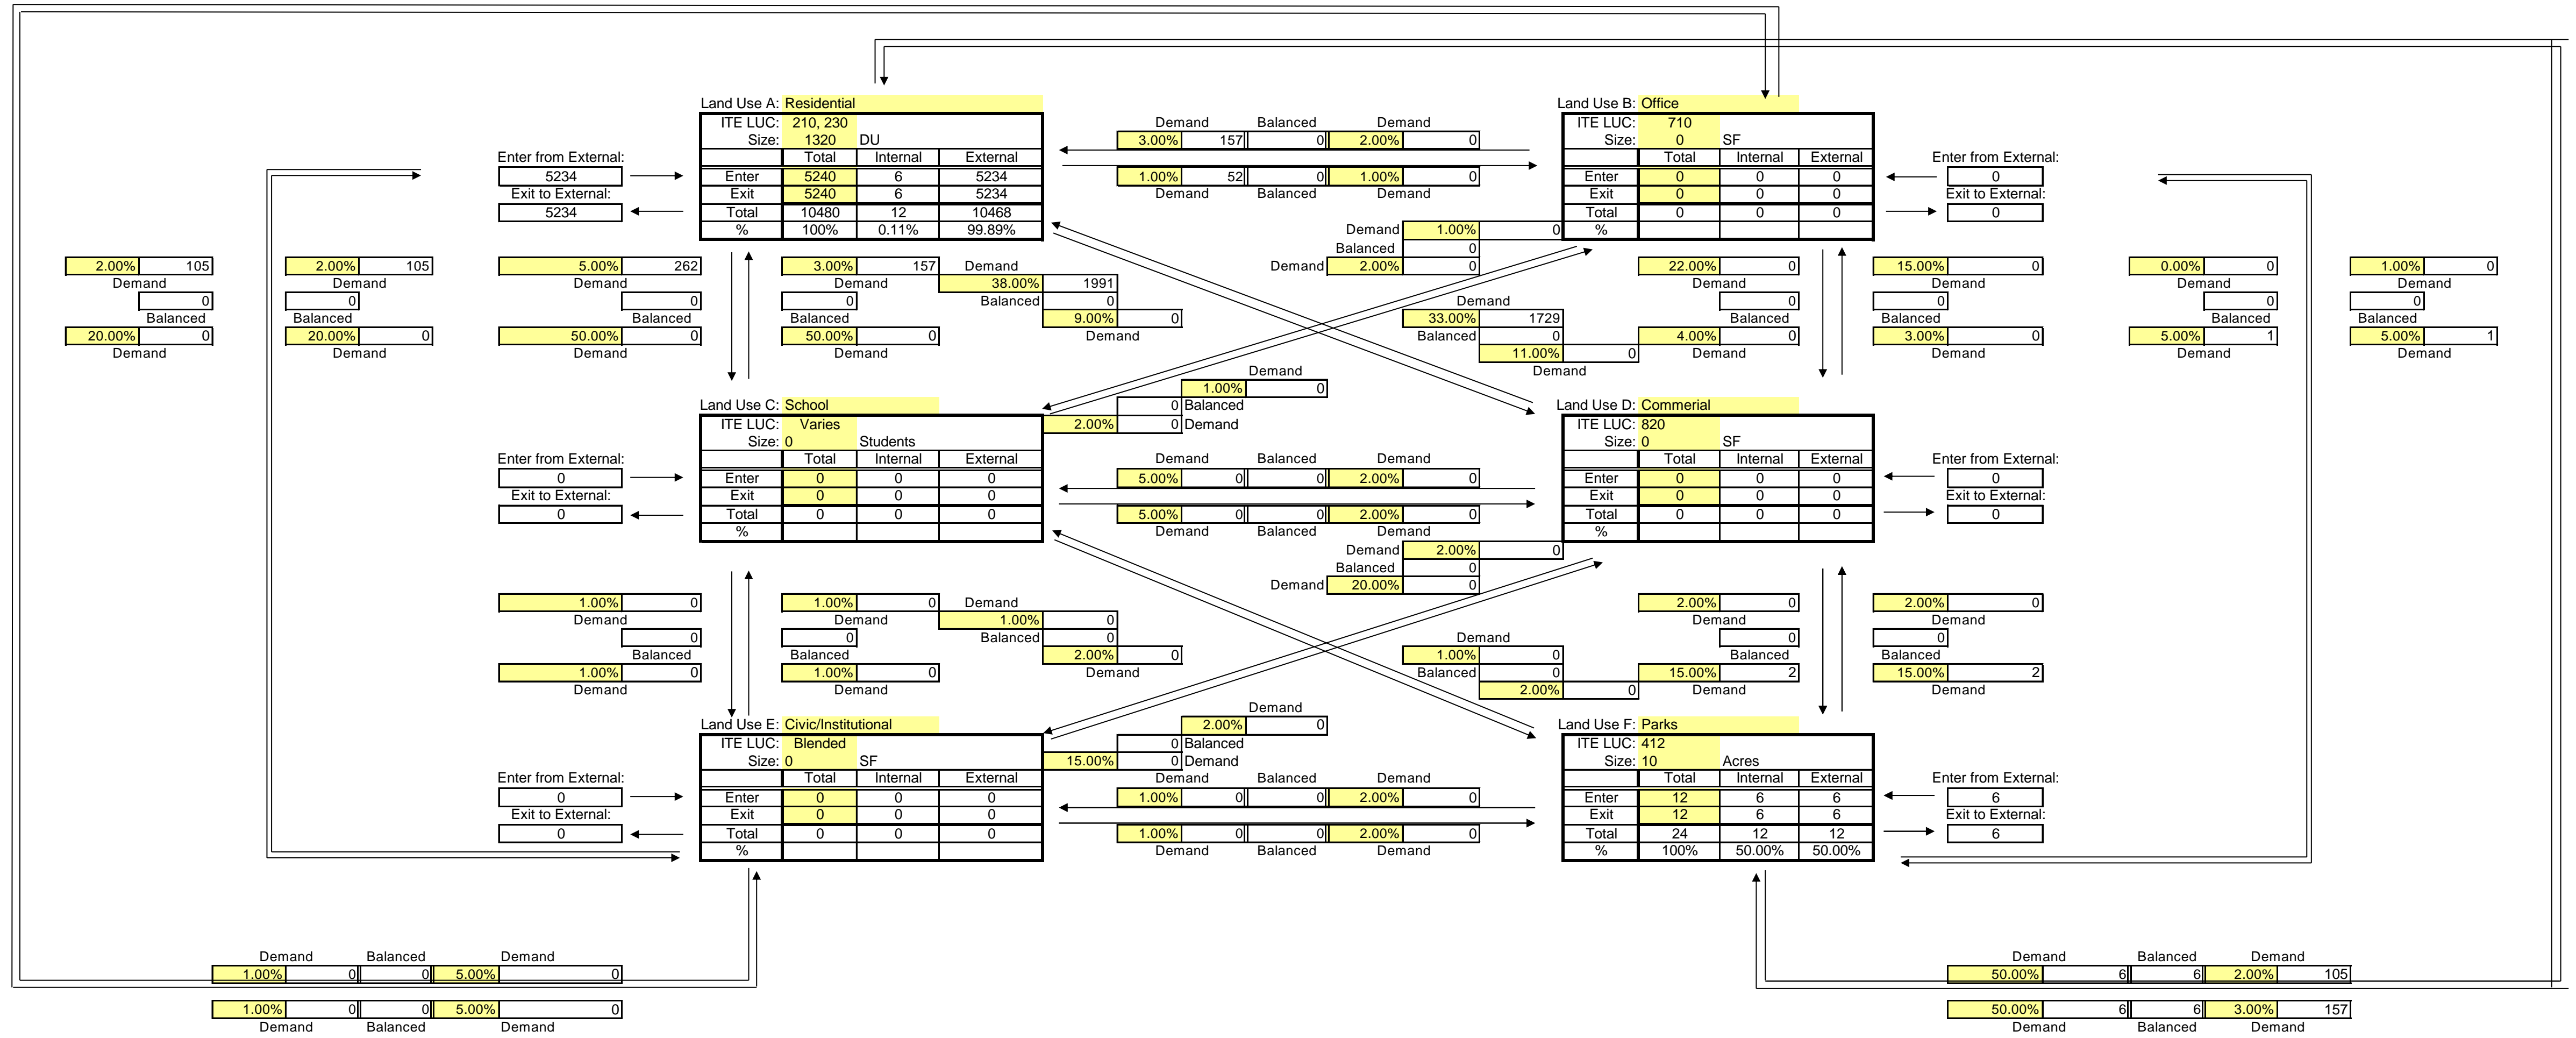 Land Use A: Residential
Land Use B: Office
ITE LUC: 210, 230
Demand Balanced Demand
ITE LUC: 710
Size: 1320 DU
3.00% 157 0 2.00% 0
Size: 0 SF
Enter from External:
Total Internal External
Total Internal External
Enter from External:
5234
Enter 5240 6 5234
1.00% 52 0 1.00% 0
Enter 0 0 0
0
Exit to External:
Exit 5240 6 5234
Demand Balanced Demand
Exit 0 0 0
Exit to External:
5234
Total 10480 12 10468
Total 0 0 0
0
% 100% 0.11% 99.89%
Demand 1.00% 0
%
Balanced 0
Demand 2.00% 0
2.00% 105
2.00% 105
5.00% 262
3.00% 157
Demand
22.00% 0
15.00% 0
0.00% 0
1.00% 0
Demand
Demand
Demand
Demand
38.00% 1991
Demand
Demand
Demand
Demand
0
0
0
0
Balanced 0
Demand
0
0
0
0
Balanced
Balanced
Balanced
Balanced
9.00% 0
33.00% 1729
Balanced
Balanced
Balanced
Balanced
20.00% 0
20.00% 0
50.00% 0
50.00% 0
Demand
Balanced 0
4.00% 0
3.00% 0
5.00% 1
5.00% 1
Demand
Demand
Demand
Demand
11.00% 0
Demand
Demand
Demand
Demand
Demand
Demand
1.00% 0
Land Use C: School
0 Balanced
Land Use D: Commerial
ITE LUC: Varies
2.00% 0 Demand
ITE LUC: 820
Size: 0 Students
Size: 0 SF
Enter from External:
Total Internal External
Demand Balanced Demand
Total Internal External
Enter from External:
0
Enter 0 0 0
5.00% 0 0 2.00% 0
Enter 0 0 0
0
Exit to External:
Exit 0 0 0
Exit 0 0 0
Exit to External:
0
Total 0 0 0
5.00% 0 0 2.00% 0
Total 0 0 0
0
%
Demand Balanced Demand
%
Demand 2.00% 0
Balanced 0
Demand 20.00% 0
1.00% 0
1.00% 0
Demand
2.00% 0
2.00% 0
Demand
Demand
1.00% 0
Demand
Demand
0
0
Balanced 0
Demand
0
0
Balanced
Balanced
2.00% 0
1.00% 0
Balanced
Balanced
1.00% 0
1.00% 0
Demand
Balanced 0
15.00% 2
15.00% 2
Demand
Demand
2.00% 0
Demand
Demand
Demand
Land Use E: Civic/Institutional
2.00% 0
Land Use F: Parks
ITE LUC: Blended
0 Balanced
ITE LUC: 412
Size: 0 SF
15.00% 0 Demand
Size: 10 Acres
Enter from External:
Total Internal External
Demand Balanced Demand
Total Internal External
Enter from External:
0
Enter 0 0 0
1.00% 0 0 2.00% 0
Enter 12 6 6
6
Exit to External:
Exit 0 0 0
Exit 12 6 6
Exit to External:
0
Total 0 0 0
1.00% 0 0 2.00% 0
Total 24 12 12
6
%
Demand Balanced Demand
% 100% 50.00% 50.00%
Demand Balanced Demand
Demand Balanced Demand
1.00% 0 0 5.00% 0
50.00% 6 6 2.00% 105
1.00% 0 0 5.00% 0
50.00% 6 6 3.00% 157
Demand Balanced Demand
Demand Balanced Demand